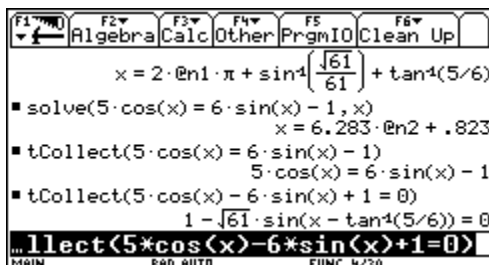 F1 F2 F3 F4 F5 F6
Algebra Calc Other PrgmIO Clean Up
x = 2·@n1·π + sin⁻¹(√61/61) + tan⁻¹(5/6)
▪ solve(5·cos(x) = 6·sin(x) - 1, x)
x = 6.283·@n2 + .823
▪ tCollect(5·cos(x) = 6·sin(x) - 1)
5·cos(x) = 6·sin(x) - 1
▪ tCollect(5·cos(x) - 6·sin(x) + 1 = 0)
1 - √61·sin(x - tan⁻¹(5/6)) = 0
…llect(5*cos(x)-6*sin(x)+1=0)
MAIN RAD AUTO FUNC 4/30